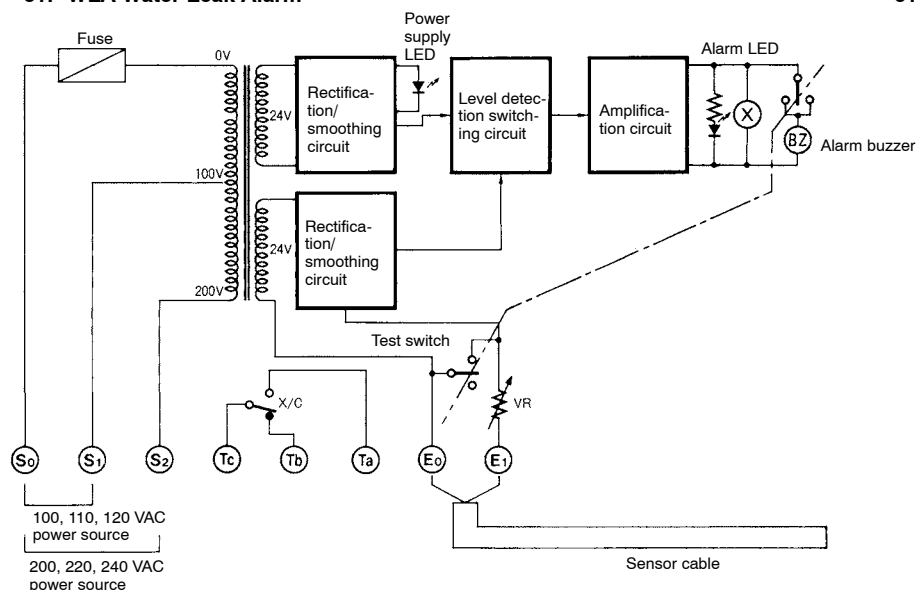 Fuse
0V
100V
200V
24V
Rectifica-
tion/
smoothing
circuit
Power
supply
LED
Level detec-
tion switch-
ing circuit
Amplifica-
tion circuit
Alarm LED
X
BZ
Alarm buzzer
24V
Rectifica-
tion/
smoothing
circuit
Test switch
X/C
VR
S0
S1
S2
Tc
Tb
Ta
E0
E1
100, 110, 120 VAC
power source
200, 220, 240 VAC
power source
Sensor cable